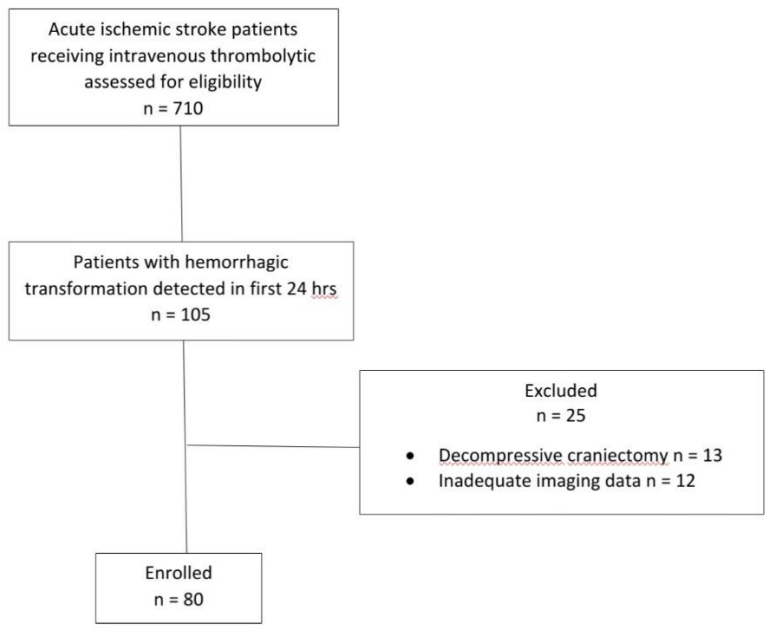 Acute ischemic stroke patients
receiving intravenous thrombolytic
assessed for eligibility
n = 710
Patients with hemorrhagic
transformation detected in first 24 hrs
n = 105
Excluded
n = 25
• Decompressive craniectomy n = 13
• Inadequate imaging data n = 12
Enrolled
n = 80